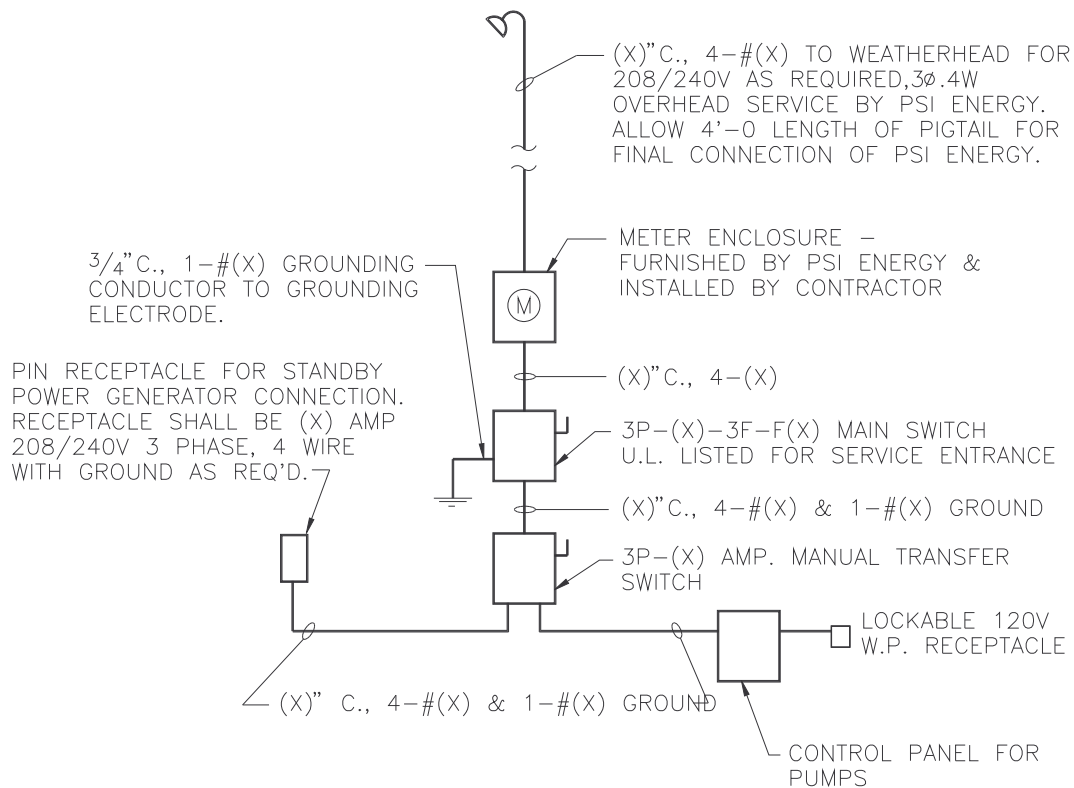 (X)"C., 4-#(X) TO WEATHERHEAD FOR
208/240V AS REQUIRED,3ø.4W
OVERHEAD SERVICE BY PSI ENERGY.
ALLOW 4'-0 LENGTH OF PIGTAIL FOR
FINAL CONNECTION OF PSI ENERGY.
METER ENCLOSURE -
FURNISHED BY PSI ENERGY &
INSTALLED BY CONTRACTOR
3/4"C., 1-#(X) GROUNDING
CONDUCTOR TO GROUNDING
ELECTRODE.
M
PIN RECEPTACLE FOR STANDBY
POWER GENERATOR CONNECTION.
RECEPTACLE SHALL BE (X) AMP
208/240V 3 PHASE, 4 WIRE
WITH GROUND AS REQ'D.
(X)"C., 4-(X)
3P-(X)-3F-F(X) MAIN SWITCH
U.L. LISTED FOR SERVICE ENTRANCE
(X)"C., 4-#(X) & 1-#(X) GROUND
3P-(X) AMP. MANUAL TRANSFER
SWITCH
LOCKABLE 120V
W.P. RECEPTACLE
(X)" C., 4-#(X) & 1-#(X) GROUND
CONTROL PANEL FOR
PUMPS